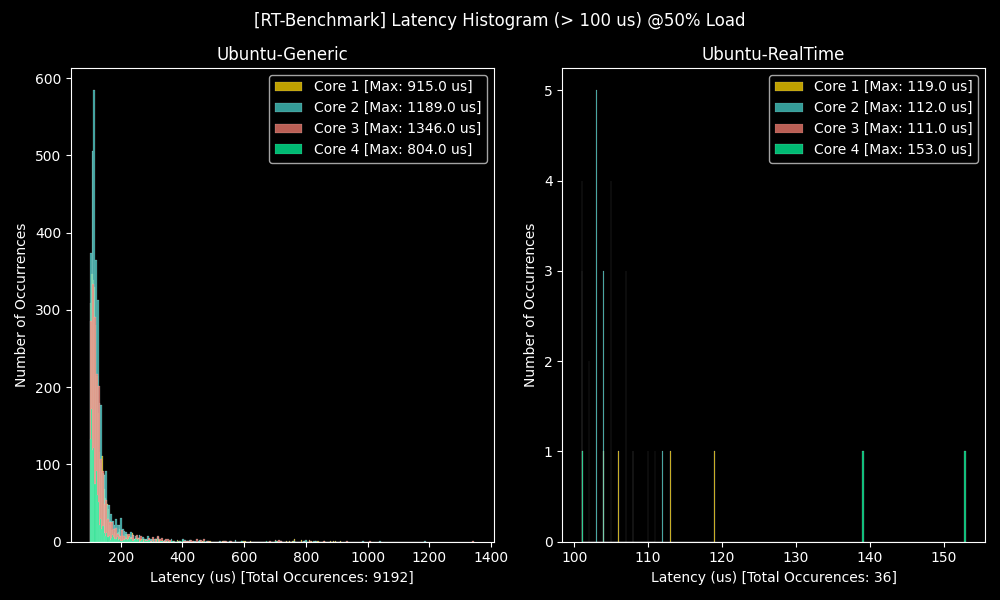 [RT-Benchmark] Latency Histogram (> 100 us) @50% Load
Ubuntu-Generic
Number of Occurrences
600
500
400
300
200
100
0
Core 1 [Max: 915.0 us]
Core 2 [Max: 1189.0 us]
Core 3 [Max: 1346.0 us]
Core 4 [Max: 804.0 us]
200
400
600
800
1000
1200
1400
Latency (us) [Total Occurences: 9192]
Ubuntu-RealTime
Number of Occurrences
5
4
3
2
1
0
Core 1 [Max: 119.0 us]
Core 2 [Max: 112.0 us]
Core 3 [Max: 111.0 us]
Core 4 [Max: 153.0 us]
100
110
120
130
140
150
Latency (us) [Total Occurences: 36]